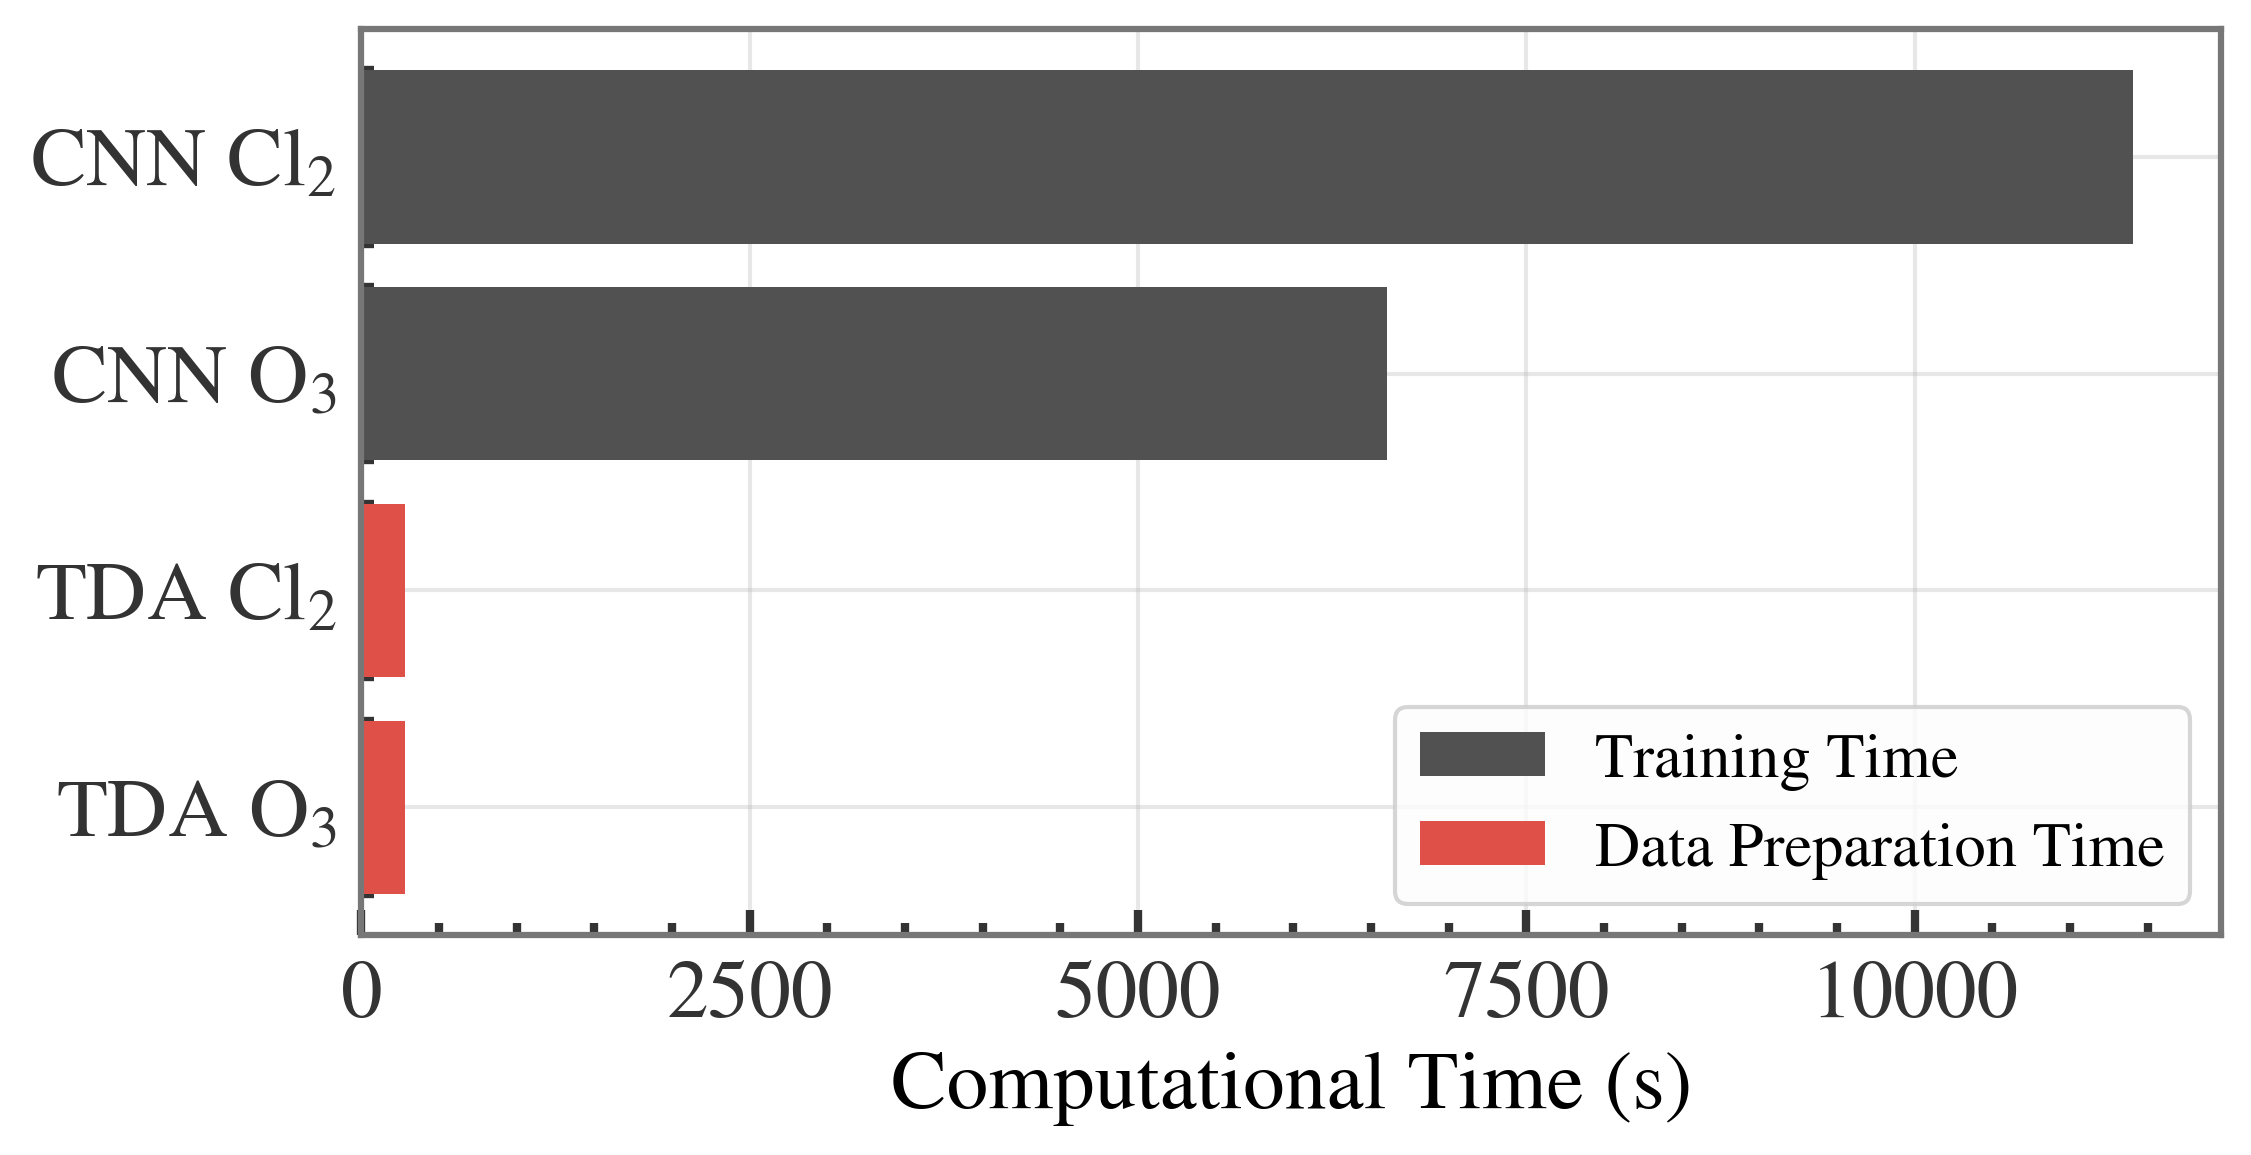 CNN Cl₂
CNN O₃
TDA Cl₂
TDA O₃
Training Time
Data Preparation Time
0 2500 5000 7500 10000
Computational Time (s)